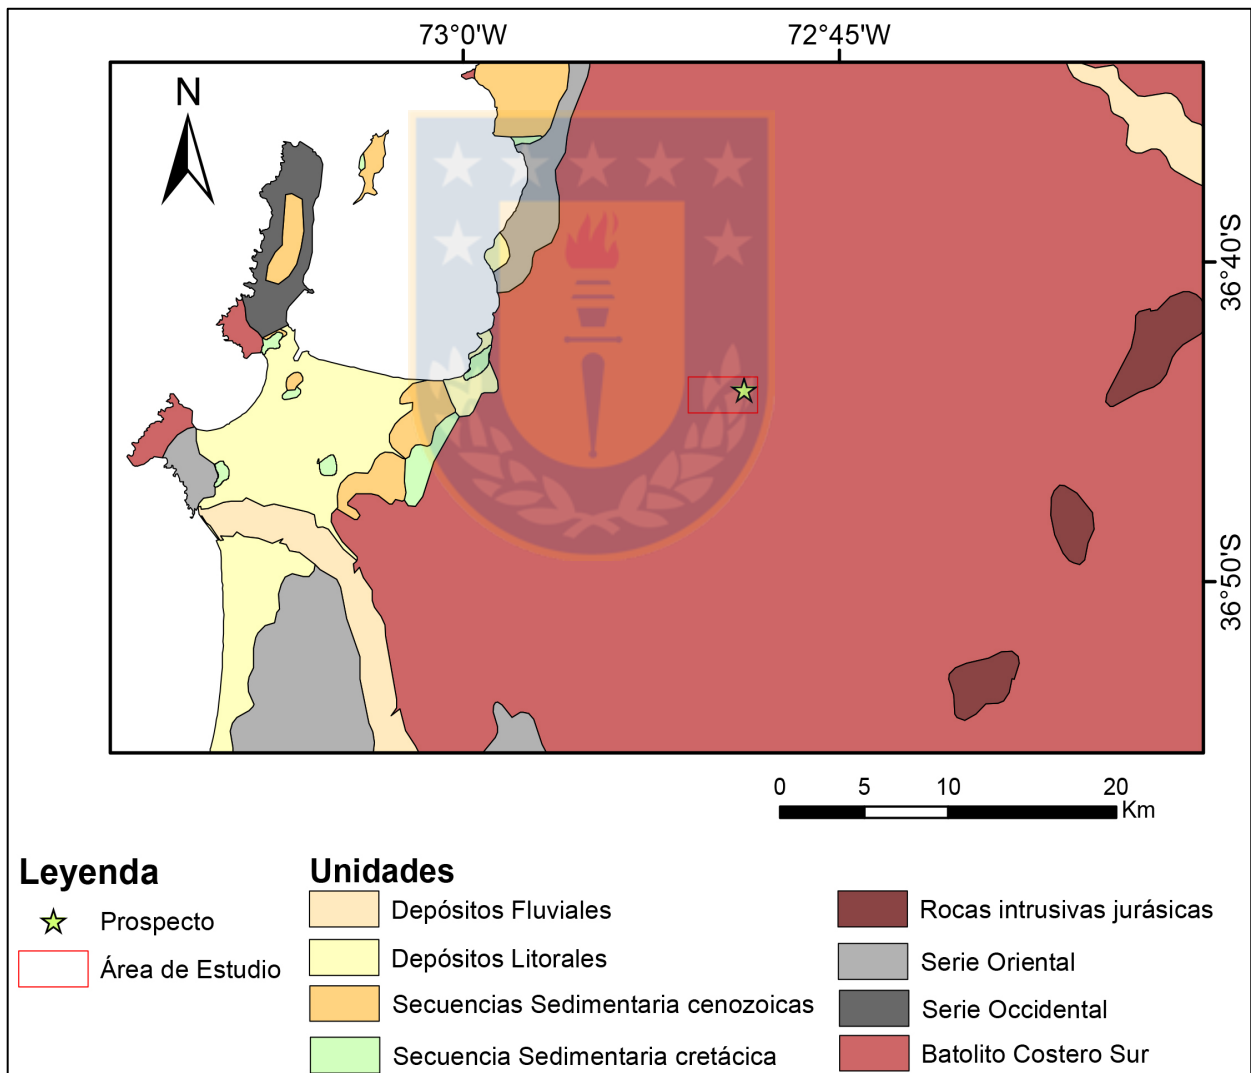 73°0'W
72°45'W
N
36°40'S
36°50'S
0 5 10 20
Km
Leyenda
Prospecto
Área de Estudio
Unidades
Depósitos Fluviales
Depósitos Litorales
Secuencias Sedimentaria cenozoicas
Secuencia Sedimentaria cretácica
Rocas intrusivas jurásicas
Serie Oriental
Serie Occidental
Batolito Costero Sur